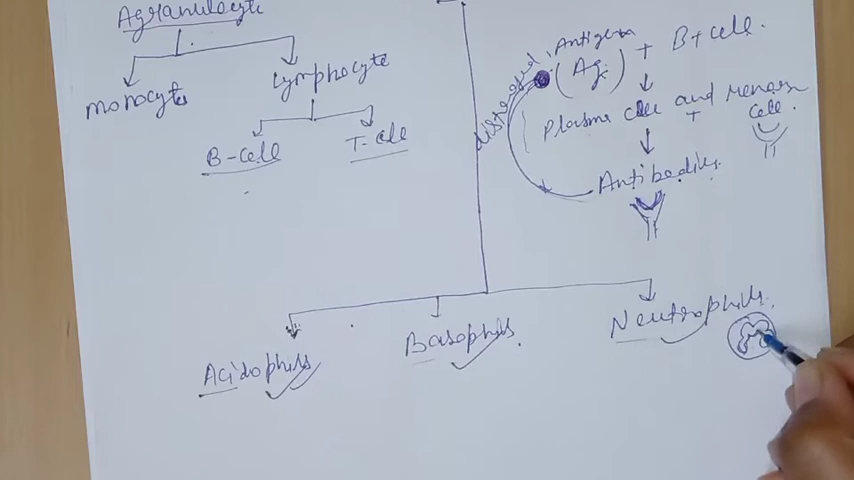 Agranulocyte
monocytes
Lymphocyte
B-cell
T-cell
Antigen
(Ag.) + B+cell.
plasma cell and memory
+
cell.
Antibodies.
Acidophils
Basophils.
Neutrophils.